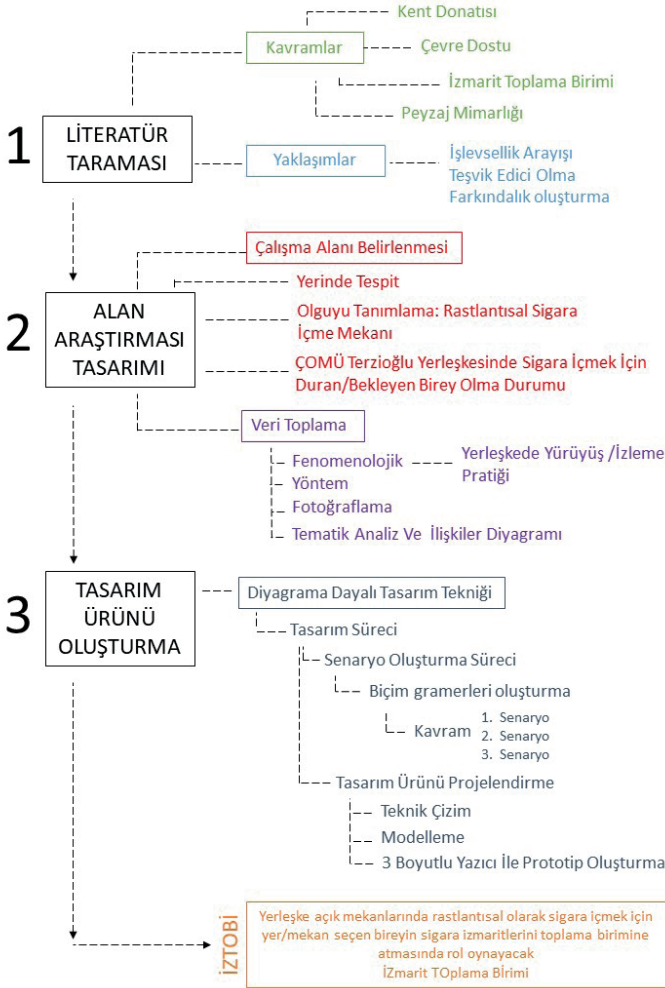 Kent Donatısı
Kavramlar
Çevre Dostu
İzmarit Toplama Birimi
Peyzaj Mimarlığı
1
LİTERATÜR
TARAMASI
Yaklaşımlar
İşlevsellik Arayışı
Teşvik Edici Olma
Farkındalık oluşturma
Çalışma Alanı Belirlenmesi
Yerinde Tespit
2
ALAN
ARAŞTIRMASI
TASARIMI
Olguyu Tanımlama: Rastlantısal Sigara
İçme Mekanı
ÇOMÜ Terzioğlu Yerleşkesinde Sigara İçmek İçin
Duran/Bekleyen Birey Olma Durumu
Veri Toplama
Fenomenolojik
Yöntem
Yerleşkede Yürüyüş /İzleme
Pratiği
Fotoğraflama
Tematik Analiz Ve İlişkiler Diyagramı
3
TASARIM
ÜRÜNÜ
OLUŞTURMA
Diyagrama Dayalı Tasarım Tekniği
Tasarım Süreci
Senaryo Oluşturma Süreci
Biçim gramerleri oluşturma
Kavram
1. Senaryo
2. Senaryo
3. Senaryo
Tasarım Ürünü Projelendirme
Teknik Çizim
Modelleme
3 Boyutlu Yazıcı İle Prototip Oluşturma
İZTOBİ
Yerleşke açık mekanlarında rastlantısal olarak sigara içmek için
yer/mekan seçen bireyin sigara izmaritlerini toplama birimine
atmasında rol oynayacak
İZmarit TOplama Bİrimi